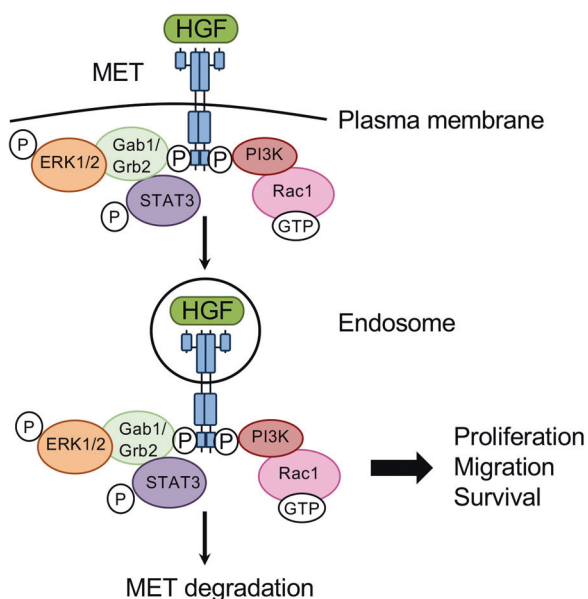 HGF
MET
Plasma membrane
P
Gab1/
Grb2
ERK1/2
P
P
PI3K
STAT3
P
Rac1
GTP
HGF
Endosome
P
Gab1/
Grb2
ERK1/2
P
P
PI3K
STAT3
P
Rac1
GTP
Proliferation
Migration
Survival
MET degradation